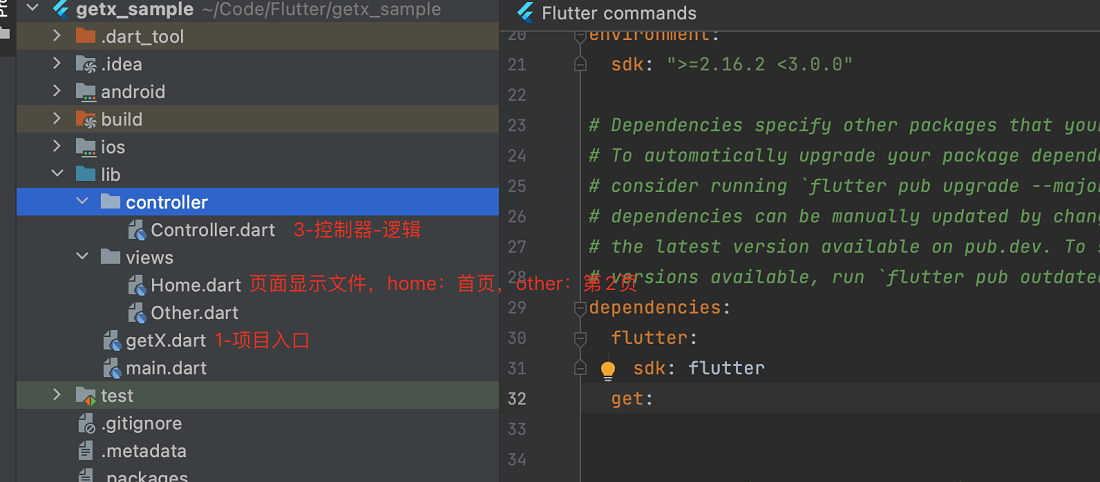 getx_sample ~/Code/Flutter/getx_sample
.dart_tool
.idea
android
build
ios
lib
controller
Controller.dart 3-控制器-逻辑
views
Home.dart 页面显示文件，home：首页，other：第2页
Other.dart
getX.dart 1-项目入口
main.dart
test
.gitignore
.metadata
.packages
Flutter commands
20 environment:
21 sdk: ">=2.16.2 <3.0.0"
22
23 # Dependencies specify other packages that your
24 # To automatically upgrade your package depend
25 # consider running `flutter pub upgrade --major
26 # dependencies can be manually updated by chang
27 # the latest version available on pub.dev. To s
28 # versions available, run `flutter pub outdated
29 dependencies:
30 flutter:
31 sdk: flutter
32 get:
33
34